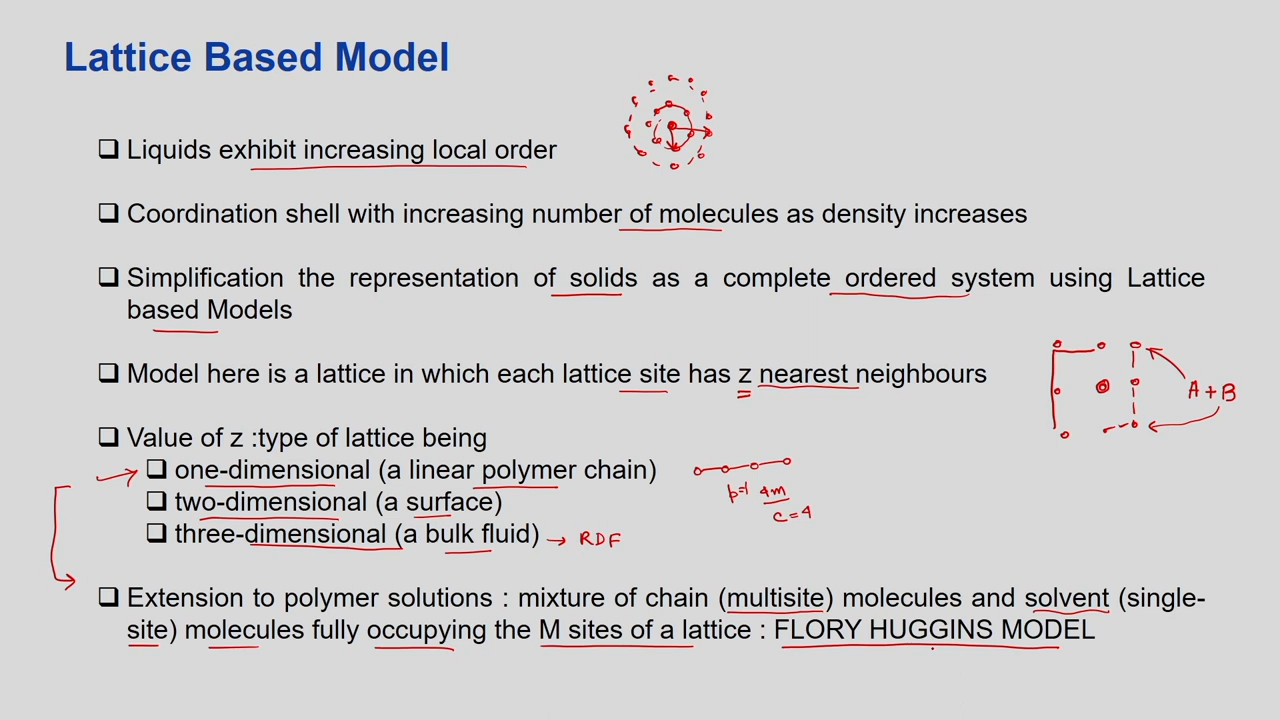 Lattice Based Model
❑ Liquids exhibit increasing local order
❑ Coordination shell with increasing number of molecules as density increases
❑ Simplification the representation of solids as a complete ordered system using Lattice
based Models
❑ Model here is a lattice in which each lattice site has z nearest neighbours
A+B
❑ Value of z :type of lattice being
❑ one-dimensional (a linear polymer chain)
❑ two-dimensional (a surface)
4m
c=4
❑ three-dimensional (a bulk fluid) → RDF
❑ Extension to polymer solutions : mixture of chain (multisite) molecules and solvent (single-
site) molecules fully occupying the M sites of a lattice : FLORY HUGGINS MODEL